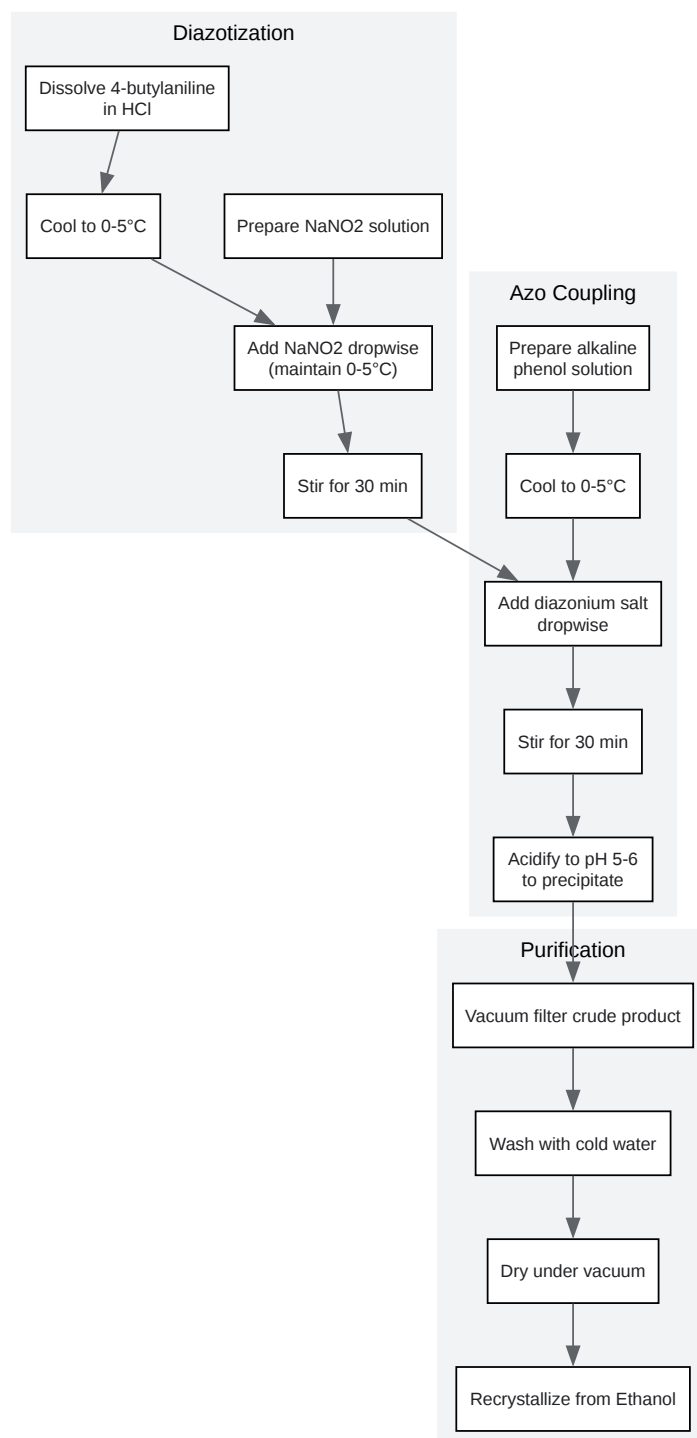 Diazotization
Dissolve 4-butylaniline
in HCl
Cool to 0-5°C
Prepare NaNO2 solution
Add NaNO2 dropwise
(maintain 0-5°C)
Stir for 30 min
Azo Coupling
Prepare alkaline
phenol solution
Cool to 0-5°C
Add diazonium salt
dropwise
Stir for 30 min
Acidify to pH 5-6
to precipitate
Purification
Vacuum filter crude product
Wash with cold water
Dry under vacuum
Recrystallize from Ethanol